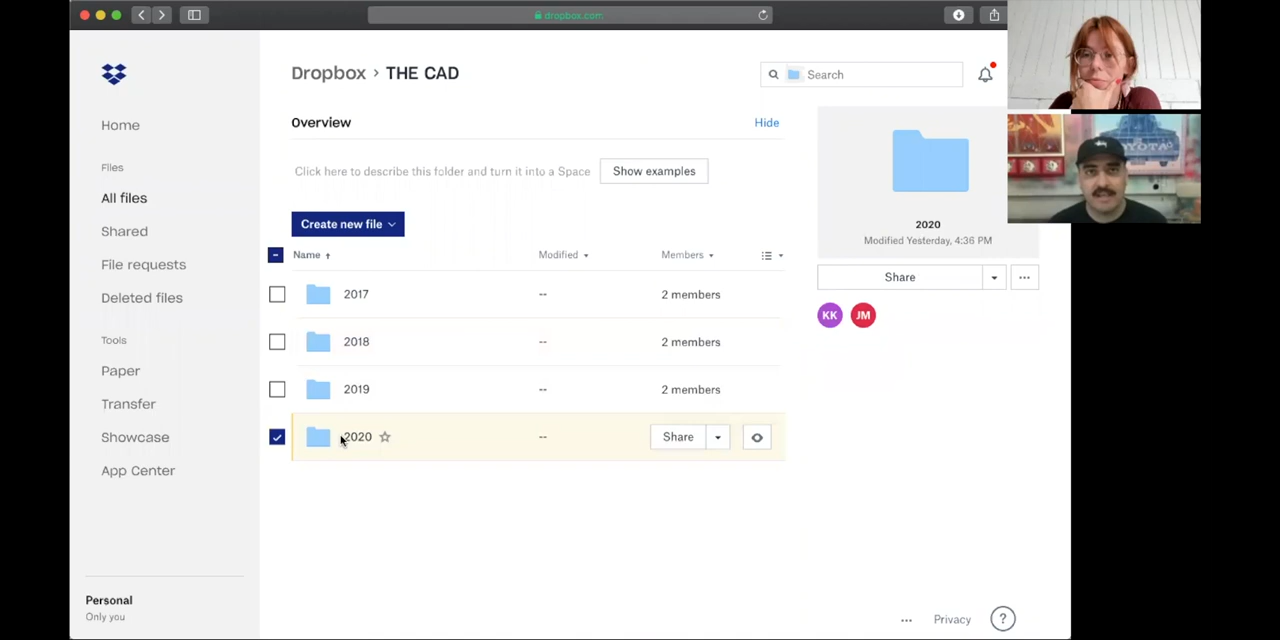 dropbox.com
Dropbox › THE CAD
Search
Overview
Hide
Click here to describe this folder and turn it into a Space
Show examples
Create new file
Name ↑
Modified
Members
2017
--
2 members
2018
--
2 members
2019
--
2 members
2020
--
Share
Home
Files
All files
Shared
File requests
Deleted files
Tools
Paper
Transfer
Showcase
App Center
Personal
Only you
2020
Modified Yesterday, 4:36 PM
Share
...
KK
JM
...
Privacy
?
TOYOTA